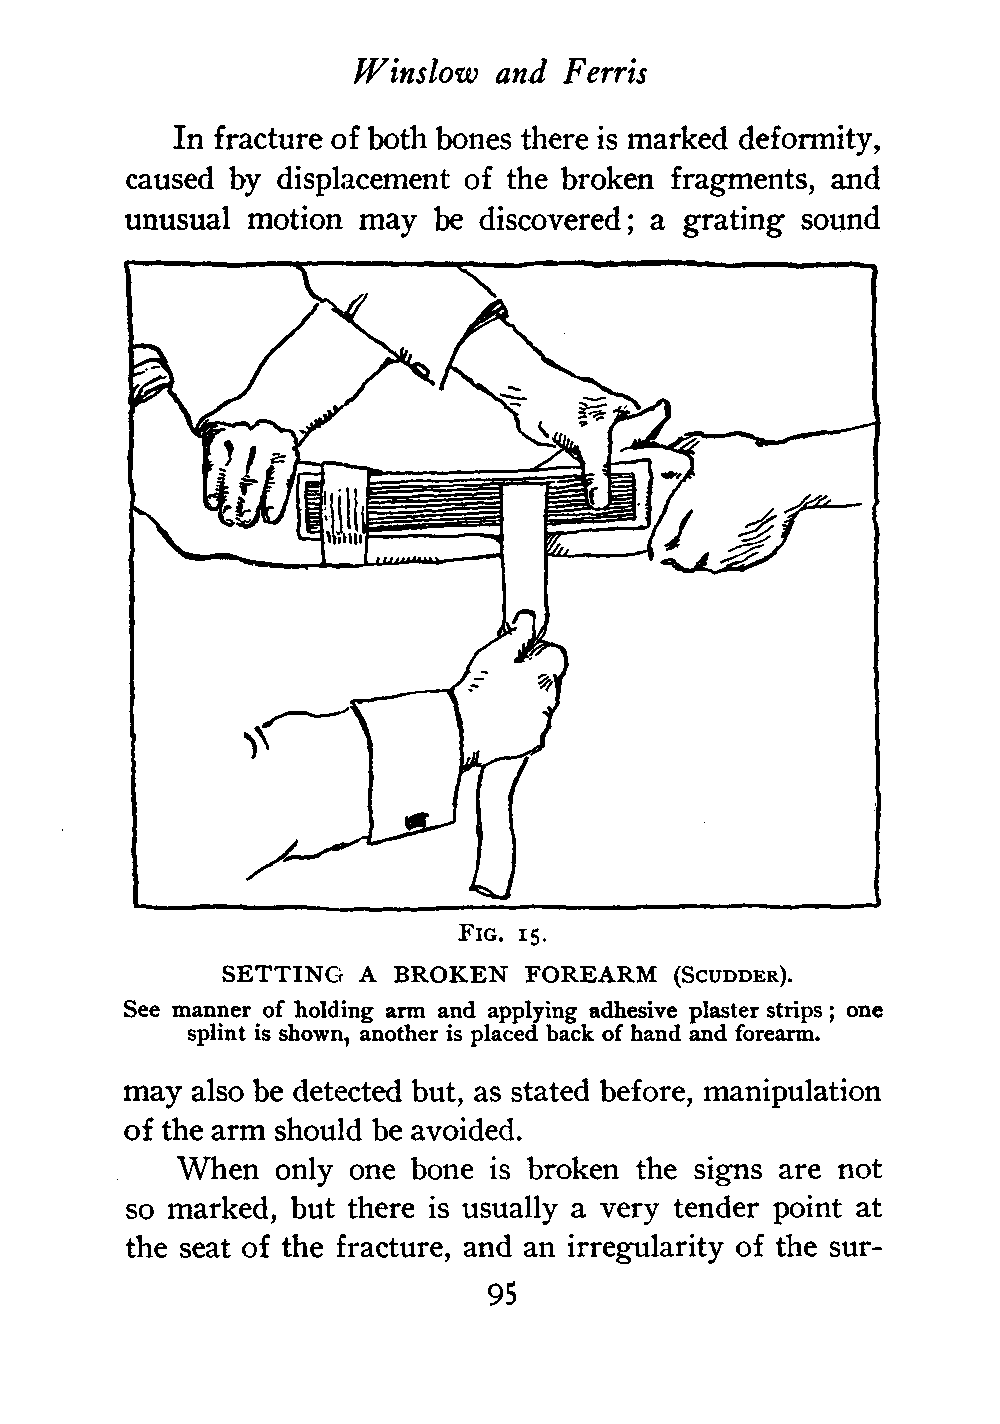 Winslow and Ferris
In fracture of both bones there is marked deformity,
caused by displacement of the broken fragments, and
unusual motion may be discovered; a grating sound
FIG. 15.
SETTING A BROKEN FOREARM (SCUDDER).
See manner of holding arm and applying adhesive plaster strips; one
splint is shown, another is placed back of hand and forearm.
may also be detected but, as stated before, manipulation
of the arm should be avoided.
When only one bone is broken the signs are not
so marked, but there is usually a very tender point at
the seat of the fracture, and an irregularity of the sur-
95